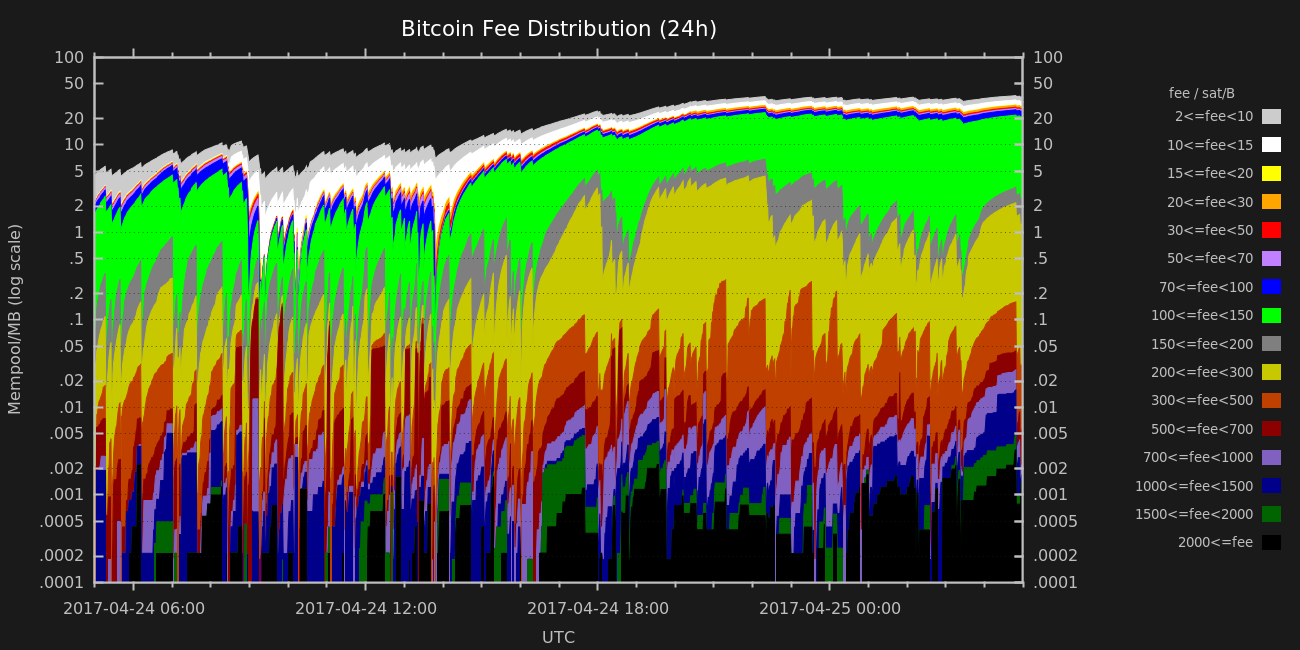 Bitcoin Fee Distribution (24h)
100
50
20
10
5
2
1
.5
.2
.1
.05
.02
.01
.005
.002
.001
.0005
.0002
.0001
Mempool/MB (log scale)
100
50
20
10
5
2
1
.5
.2
.1
.05
.02
.01
.005
.002
.001
.0005
.0002
.0001
2017-04-24 06:00
2017-04-24 12:00
2017-04-24 18:00
2017-04-25 00:00
UTC
fee / sat/B
2<=fee<10
10<=fee<15
15<=fee<20
20<=fee<30
30<=fee<50
50<=fee<70
70<=fee<100
100<=fee<150
150<=fee<200
200<=fee<300
300<=fee<500
500<=fee<700
700<=fee<1000
1000<=fee<1500
1500<=fee<2000
2000<=fee